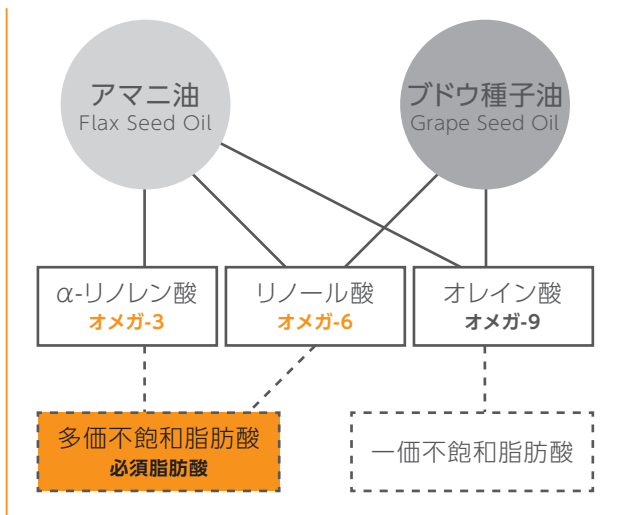 アマニ油
Flax Seed Oil
ブドウ種子油
Grape Seed Oil
α-リノレン酸
オメガ-3
リノール酸
オメガ-6
オレイン酸
オメガ-9
多価不飽和脂肪酸
必須脂肪酸
一価不飽和脂肪酸